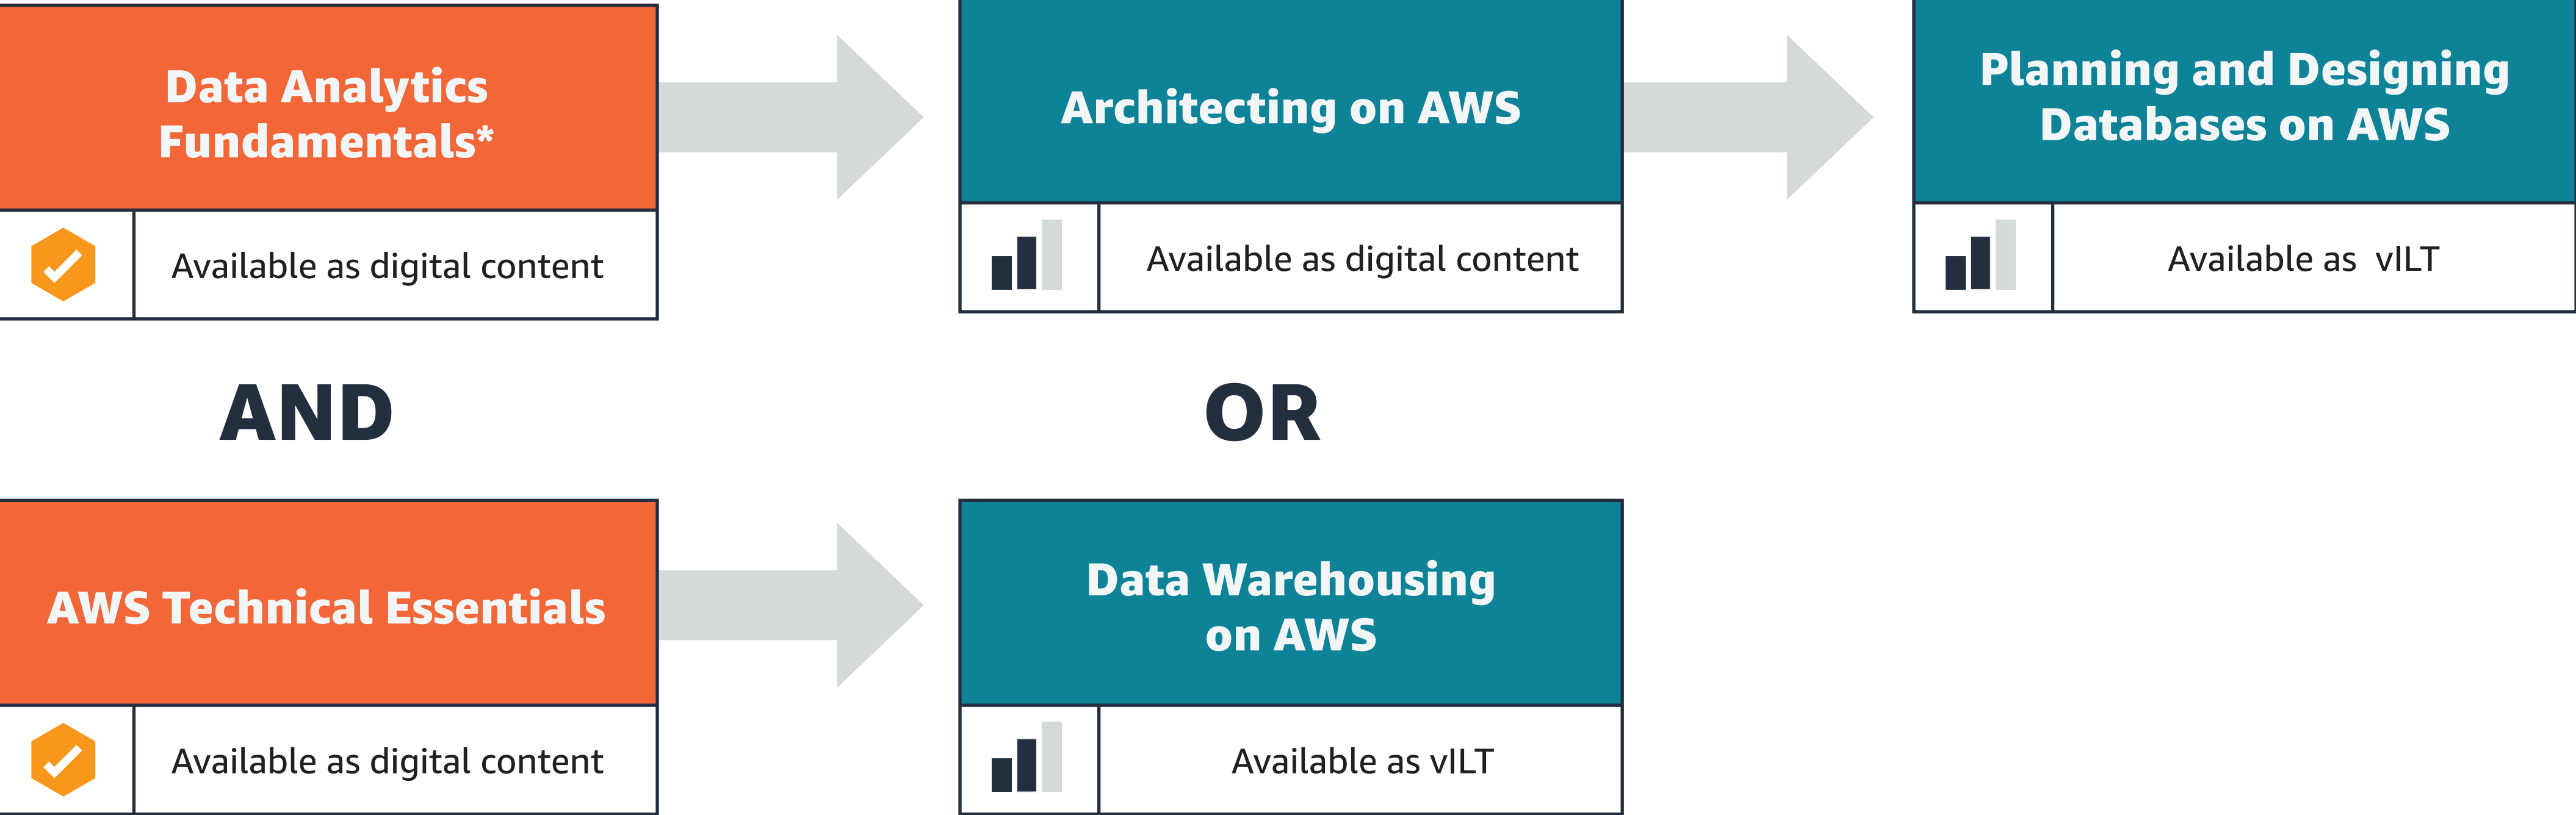 Data Analytics
Fundamentals*
Available as digital content
Architecting on AWS
Available as digital content
Planning and Designing
Databases on AWS
Available as  vILT
AND
OR
AWS Technical Essentials
Available as digital content
Data Warehousing
on AWS
Available as vILT